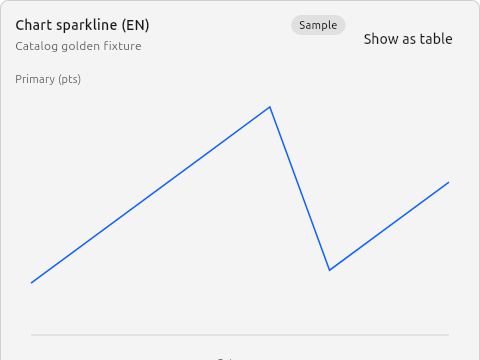 Chart sparkline (EN)
Sample
Show as table
Catalog golden fixture
Primary (pts)